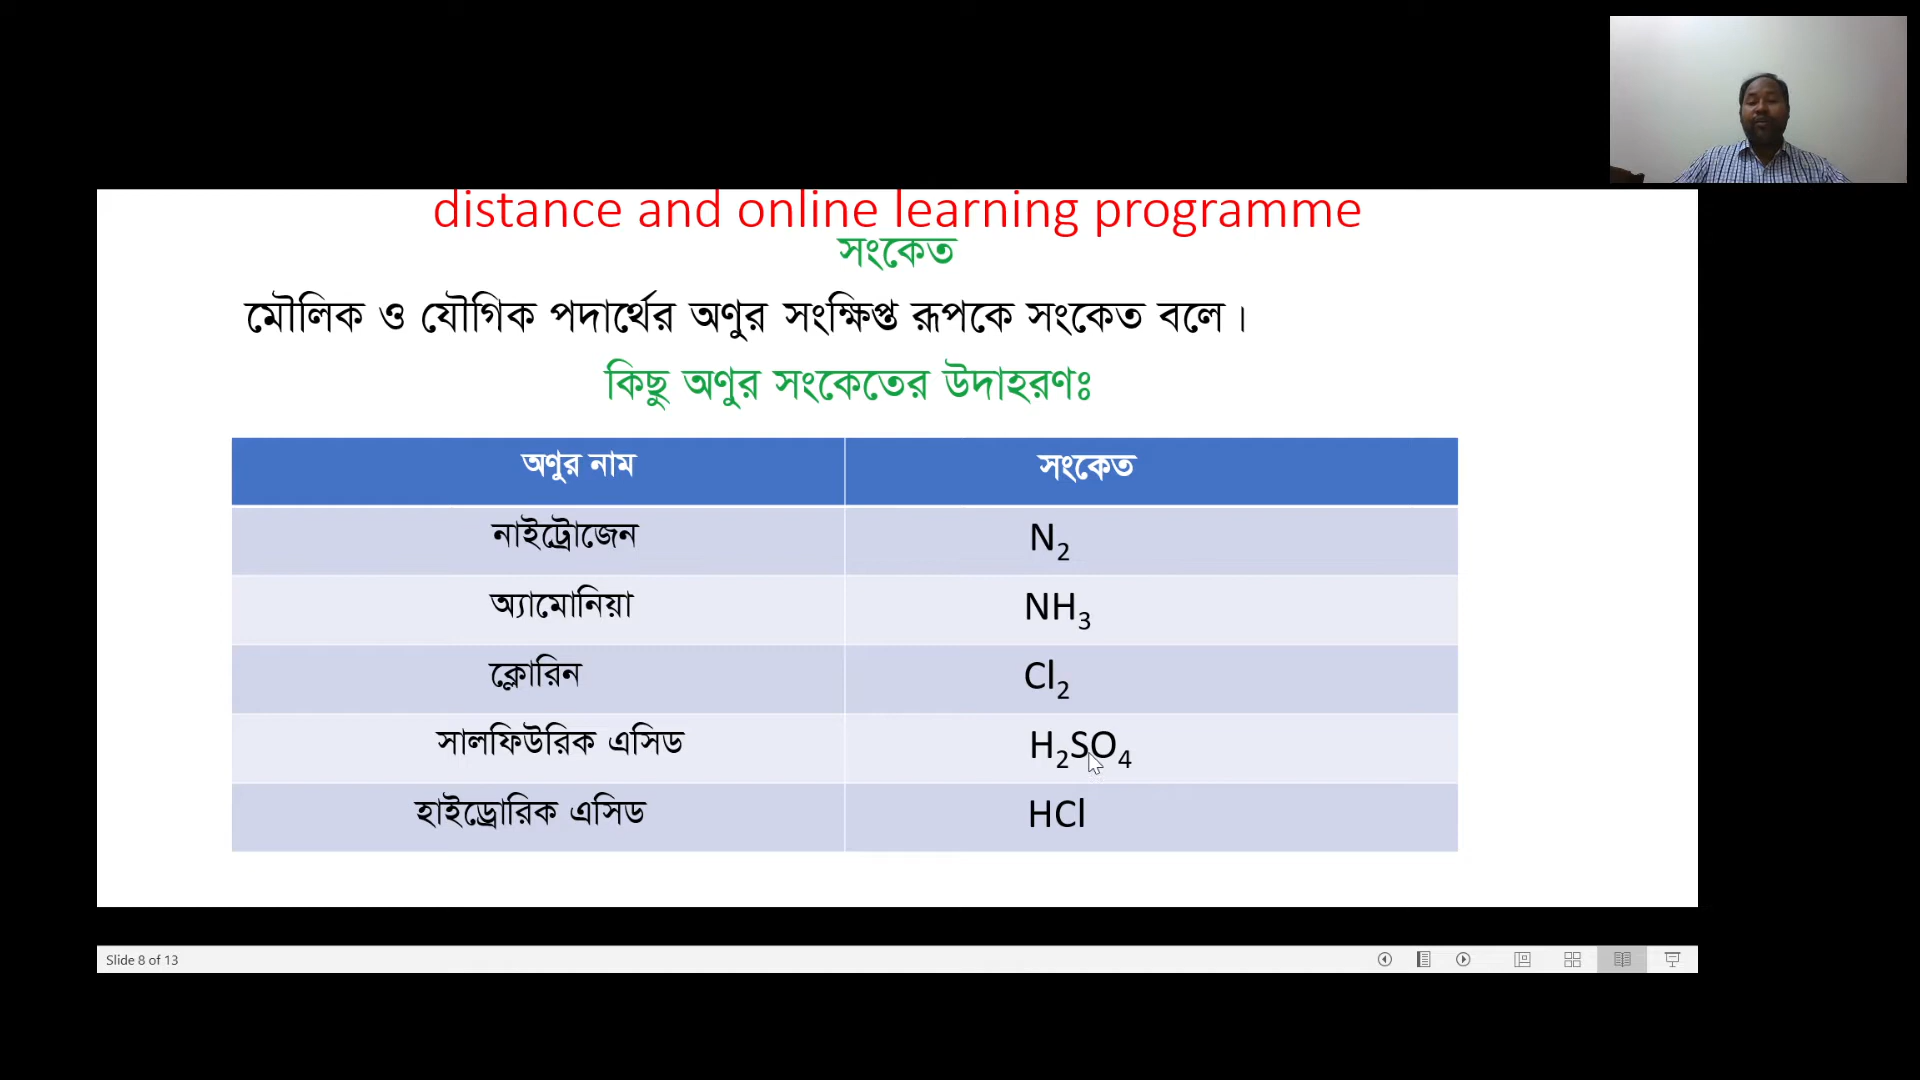 distance and online learning programme
সংকেত
মৌলিক ও যৌগিক পদার্থের অণুর সংক্ষিপ্ত রূপকে সংকেত বলে।
কিছু অণুর সংকেতের উদাহরণঃ
অণুর নাম সংকেত
নাইট্রোজেন N₂
অ্যামোনিয়া NH₃
ক্লোরিন Cl₂
সালফিউরিক এসিড H₂SO₄
হাইড্রোরিক এসিড HCl
Slide 8 of 13